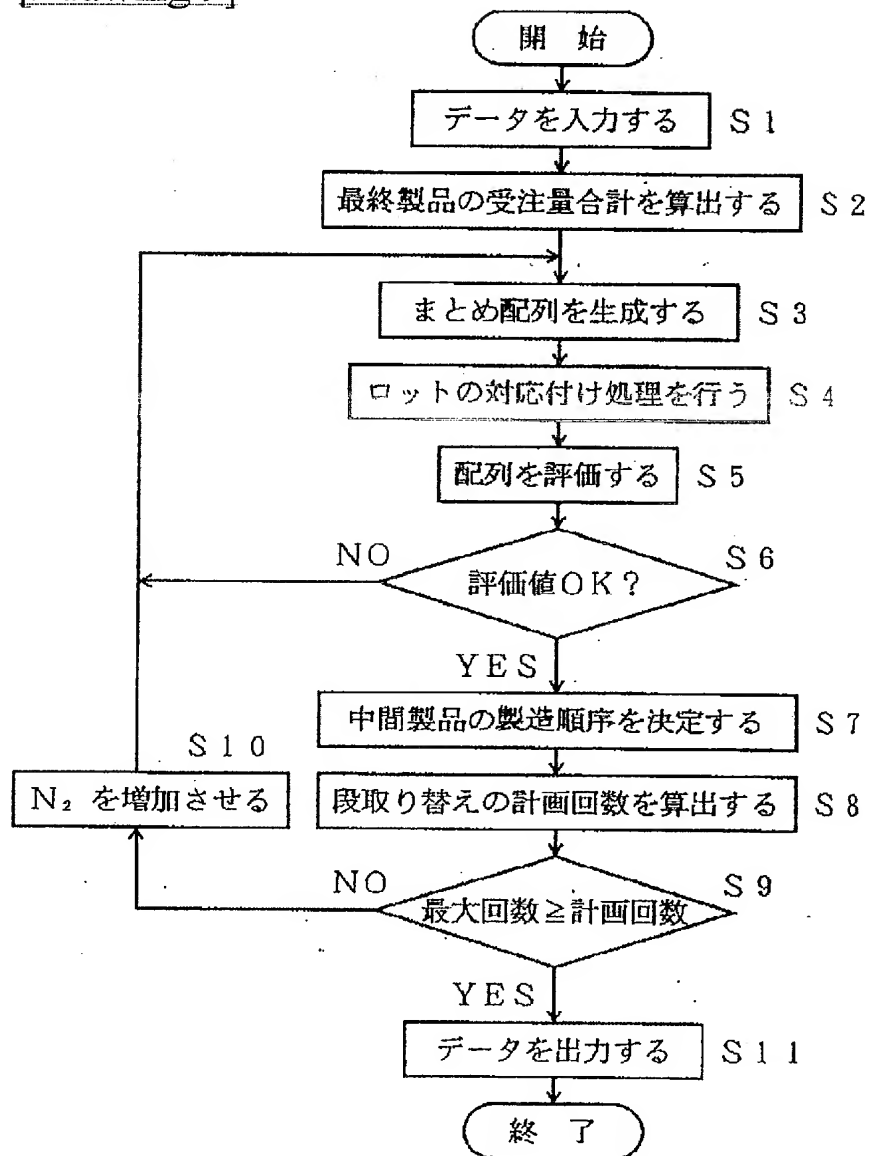 開 始
データを入力する S1
最終製品の受注量合計を算出する S2
まとめ配列を生成する S3
ロットの対応付け処理を行う S4
配列を評価する S5
NO
S6
評価値OK?
YES
中間製品の製造順序を決定する S7
S10
N₂ を増加させる
段取り替えの計画回数を算出する S8
NO
S9
最大回数≧計画回数
YES
データを出力する S11
終 了